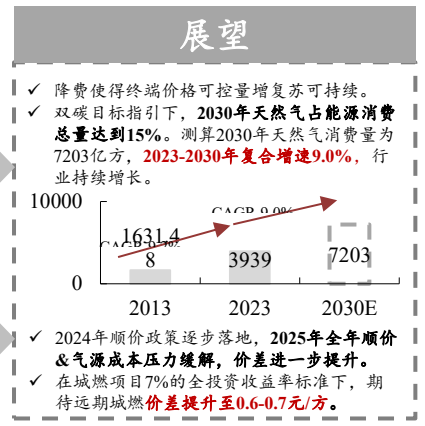 展望
✓ 降费使得终端价格可控量增复苏可持续。
✓ 双碳目标指引下，2030年天然气占能源消费
总量达到15%。测算2030年天然气消费量为
7203亿方，2023-2030年复合增速9.0%，行
业持续增长。
10000
0
1631.4
8
3939
7203
CAGR 9.7%
CAGR 9.0%
2013
2023
2030E
✓ 2024年顺价政策逐步落地，2025年全年顺价
&气源成本压力缓解，价差进一步提升。
✓ 在城燃项目7%的全投资收益率标准下，期
待远期城燃价差提升至0.6-0.7元/方。